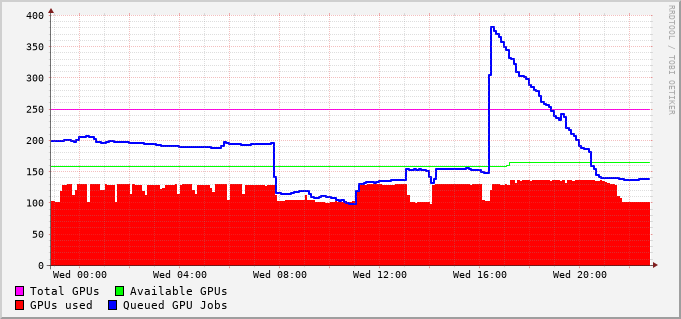 400
350
300
250
200
150
100
50
0
Wed 00:00 Wed 04:00 Wed 08:00 Wed 12:00 Wed 16:00 Wed 20:00
Total GPUs Available GPUs
GPUs used Queued GPU Jobs
RRDTOOL / TOBI OETIKER